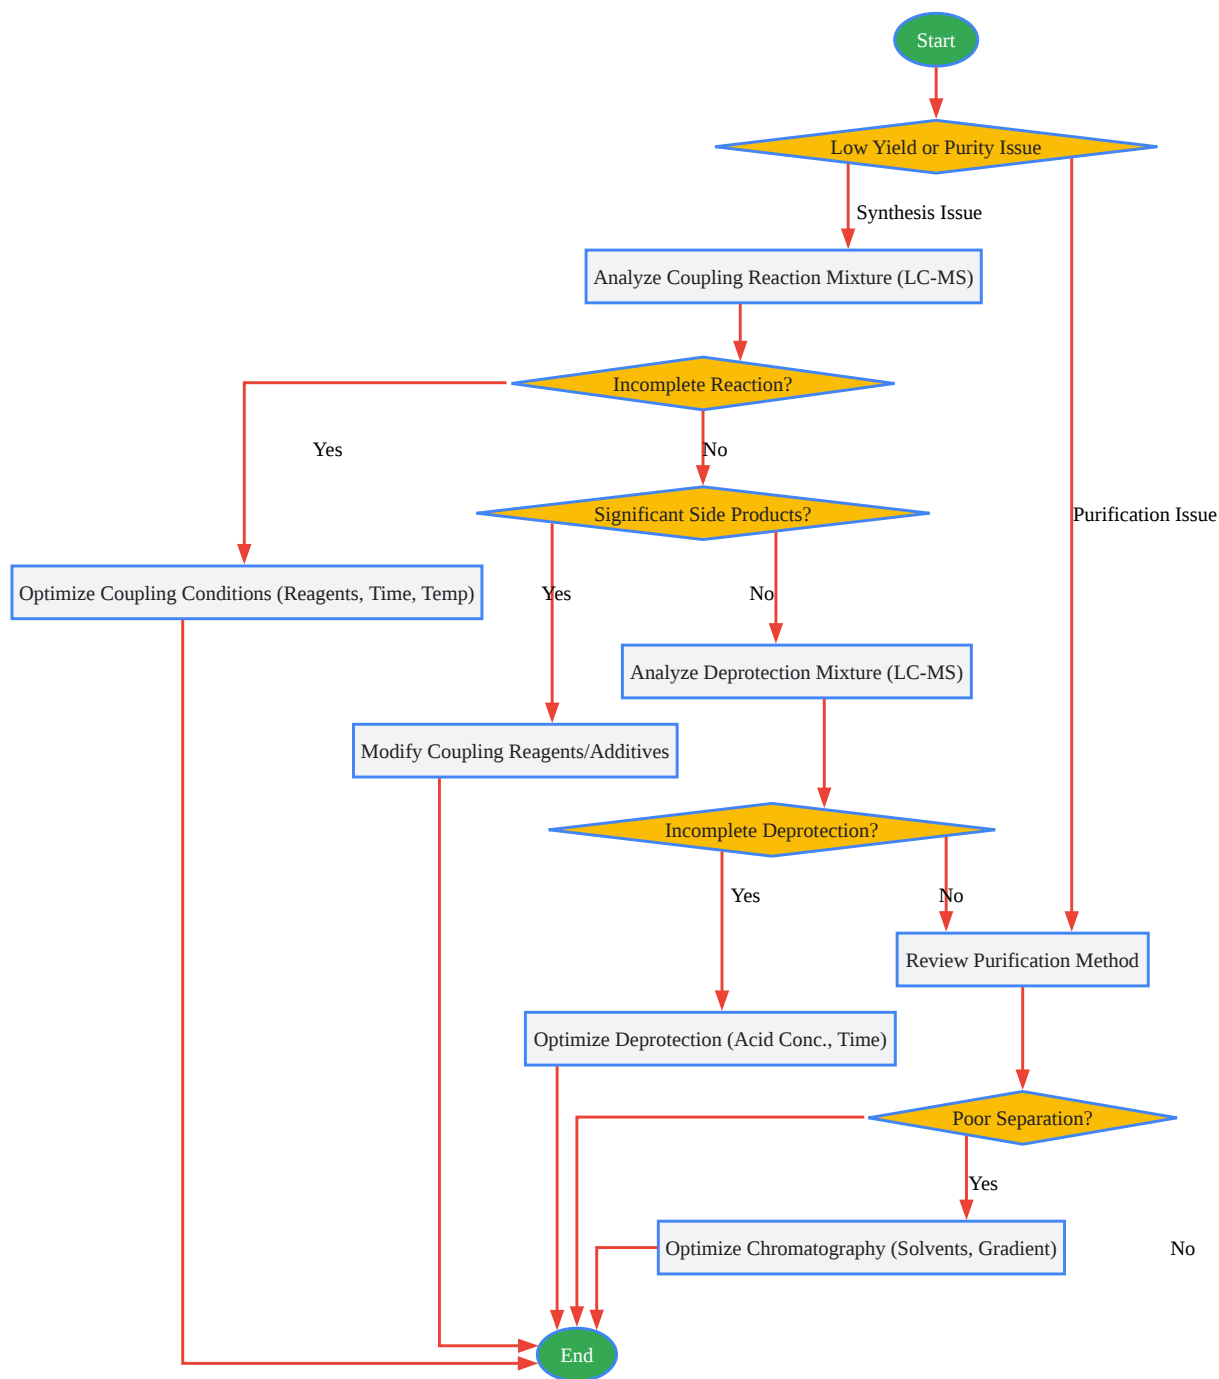 Start
Low Yield or Purity Issue
Synthesis Issue
Analyze Coupling Reaction Mixture (LC-MS)
Incomplete Reaction?
Yes
No
Significant Side Products?
Purification Issue
Optimize Coupling Conditions (Reagents, Time, Temp)
Yes
No
Analyze Deprotection Mixture (LC-MS)
Modify Coupling Reagents/Additives
Incomplete Deprotection?
Yes
No
Review Purification Method
Optimize Deprotection (Acid Conc., Time)
Poor Separation?
Yes
Optimize Chromatography (Solvents, Gradient)
No
End